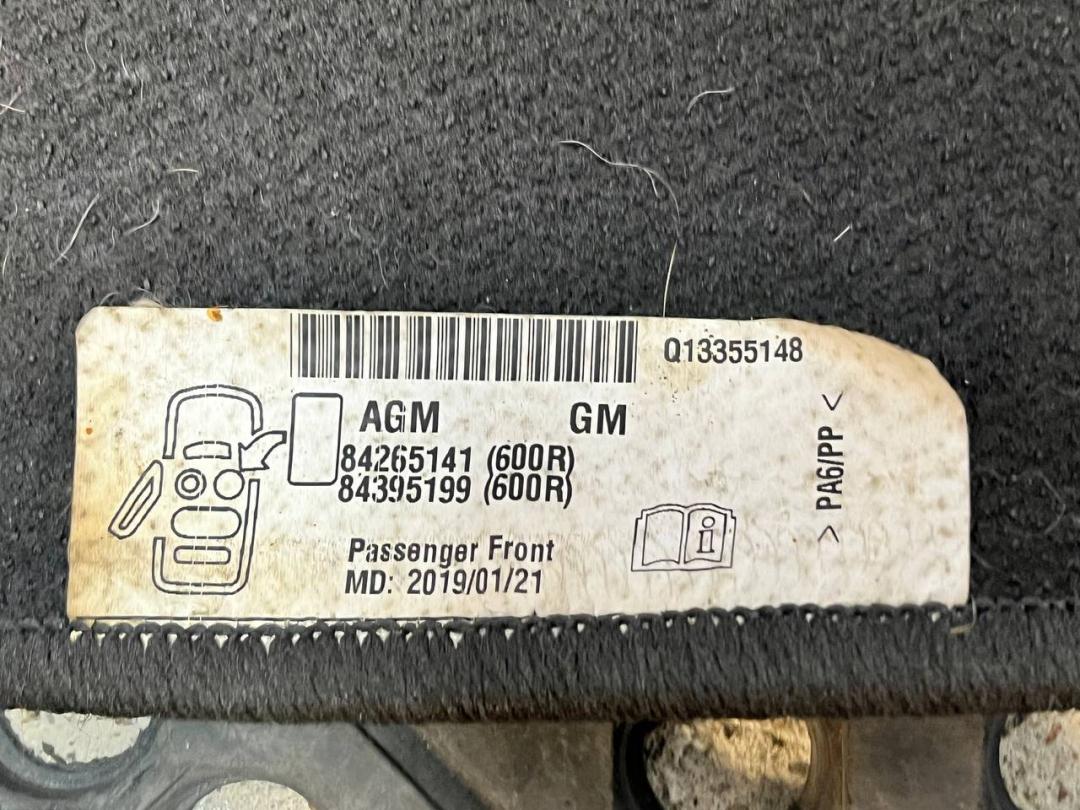 Q13355148
AGM GM
84265141 (600R)
84395199 (600R)
Passenger Front
MD: 2019/01/21
i
> PA6/PP <